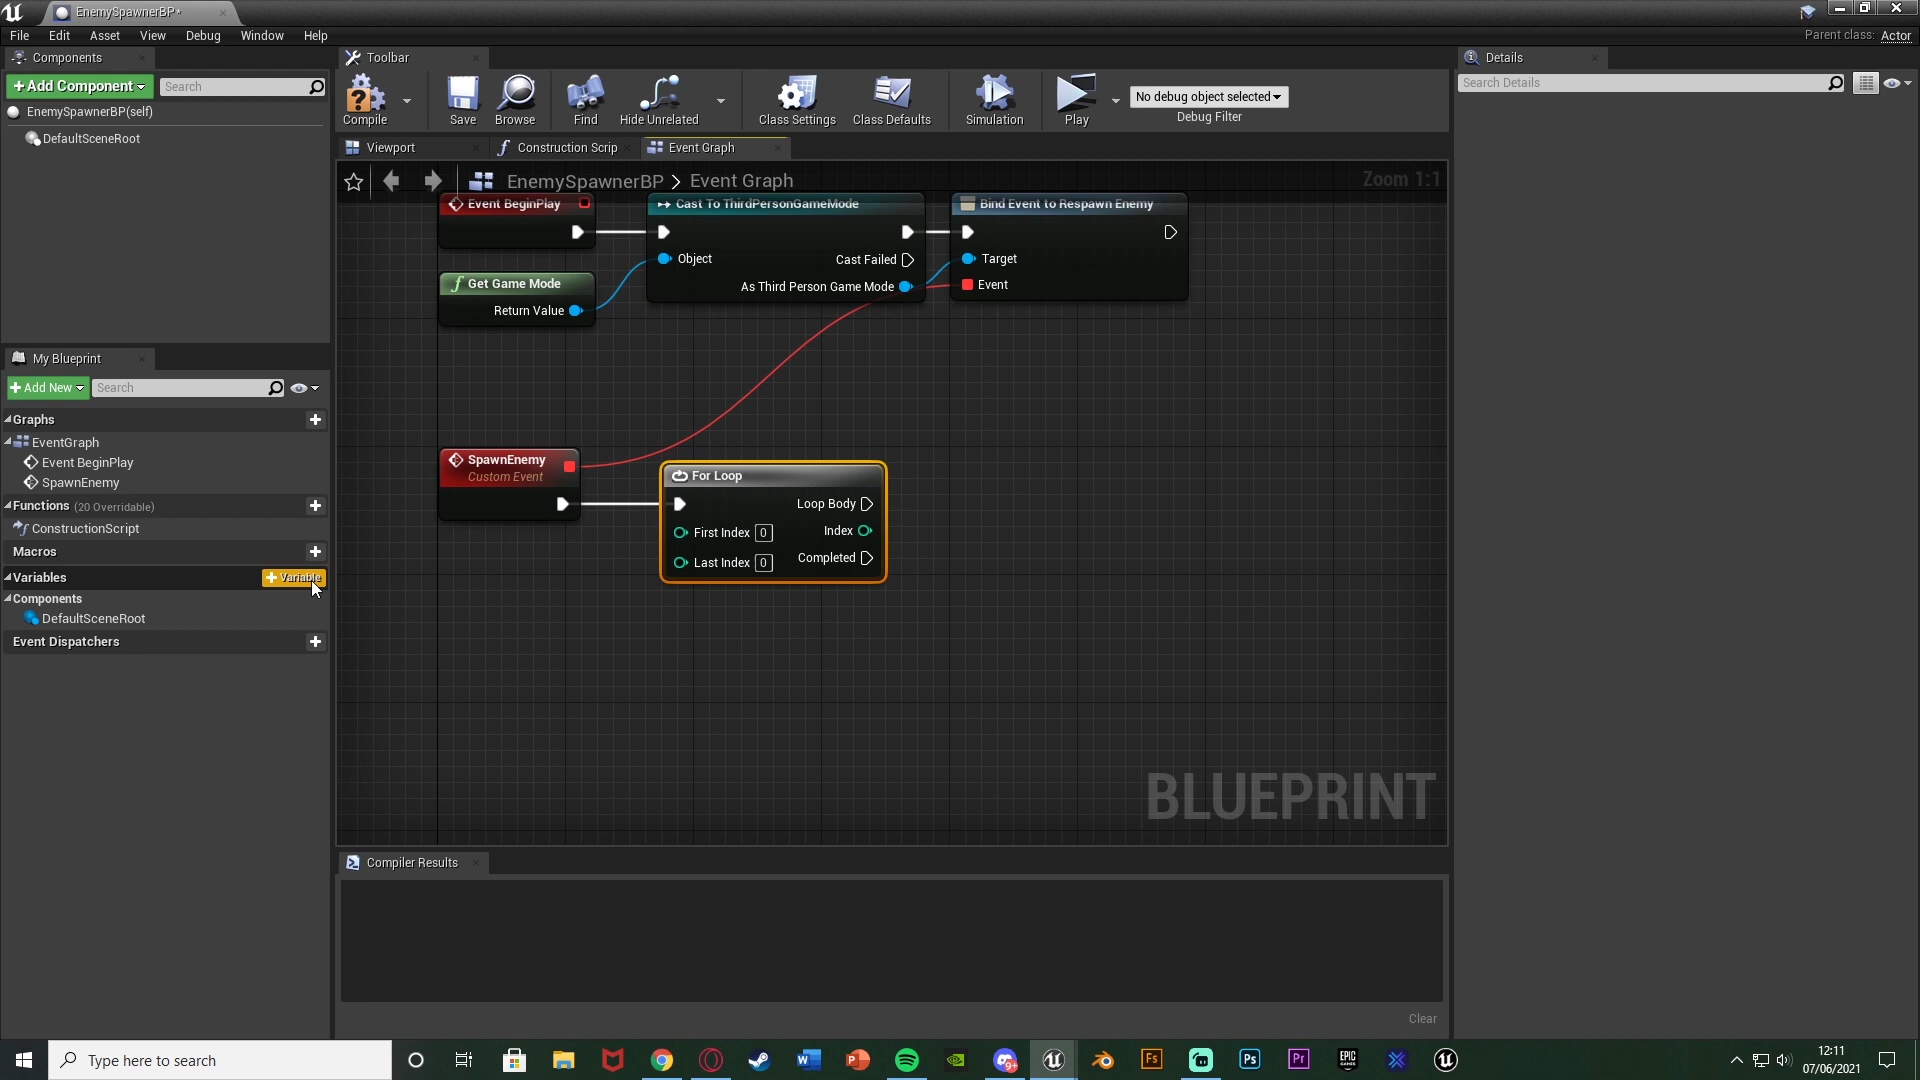 EnemySpawnerBP*
File Edit Asset View Debug Window Help
Parent class: Actor
Components
Toolbar
Details
+ Add Component
Search
Search Details
EnemySpawnerBP(self)
DefaultSceneRoot
Compile Save Browse Find Hide Unrelated Class Settings Class Defaults Simulation Play
No debug object selected
Debug Filter
Viewport
Construction Scrip
Event Graph
EnemySpawnerBP > Event Graph
Zoom 1:1
Event BeginPlay
Cast To ThirdPersonGameMode
Object
Cast Failed
As Third Person Game Mode
Bind Event to Respawn Enemy
Target
Event
Get Game Mode
Return Value
My Blueprint
+ Add New
Search
Graphs
EventGraph
Event BeginPlay
SpawnEnemy
Functions (20 Overridable)
ConstructionScript
Macros
Variables
+ Variable
Components
DefaultSceneRoot
Event Dispatchers
SpawnEnemy
Custom Event
For Loop
Loop Body
First Index 0
Index
Last Index 0
Completed
BLUEPRINT
Compiler Results
Clear
Type here to search
9+
W
P
Fs
Ps
Pr
EPIC
GAMES
12:11
07/06/2021